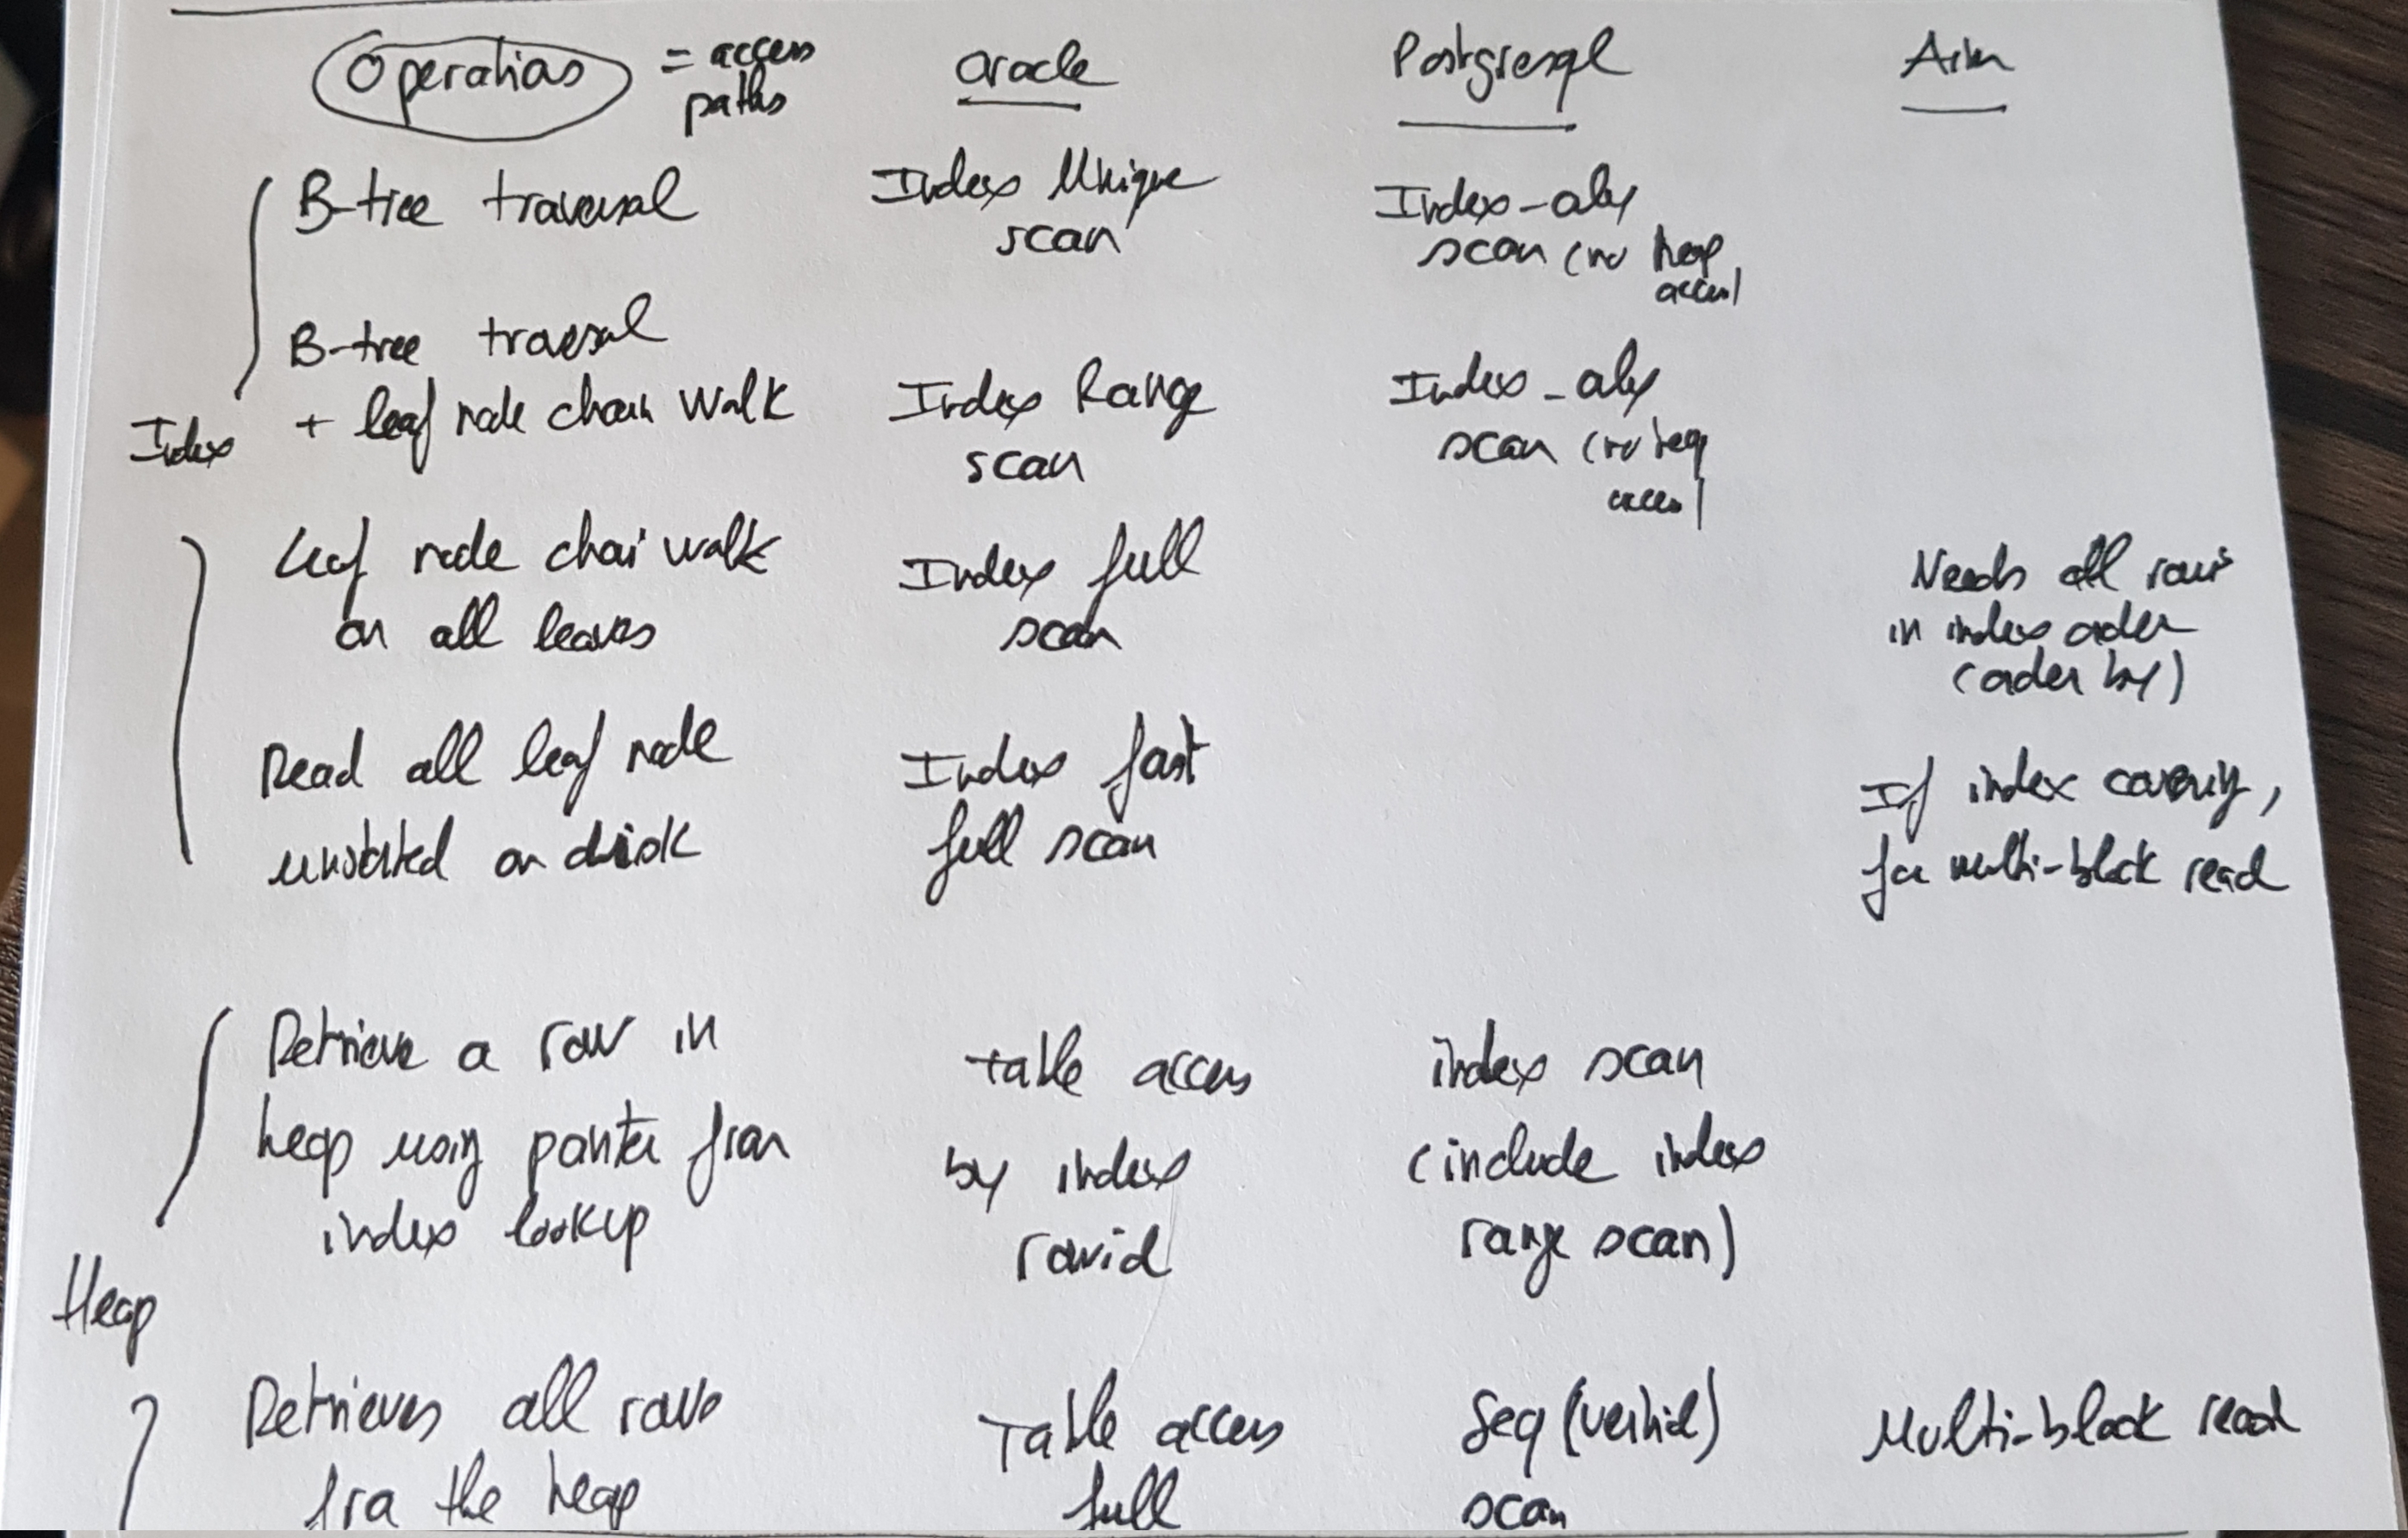 Operations = access paths
Oracle
Postgresql
Aim
B-tree traversal
Index Unique
scan
Index-only
scan (no heap
access)
B-tree traversal
+ leaf node chain walk
Index
Index Range
scan
Index-only
scan (no heap
access)
Leaf node chain walk
on all leaves
Index full
scan
Needs all rows
in index order
(order by)
Read all leaf node
unsorted on disk
Index fast
full scan
If index covering,
for multi-block read
Retrieve a row in
heap using pointer from
index lookup
table access
by index
rowid
index scan
(include index
range scan)
Heap
Retrieves all rows
from the heap
Table access
full
Seq (vertical)
scan
Multi-block read